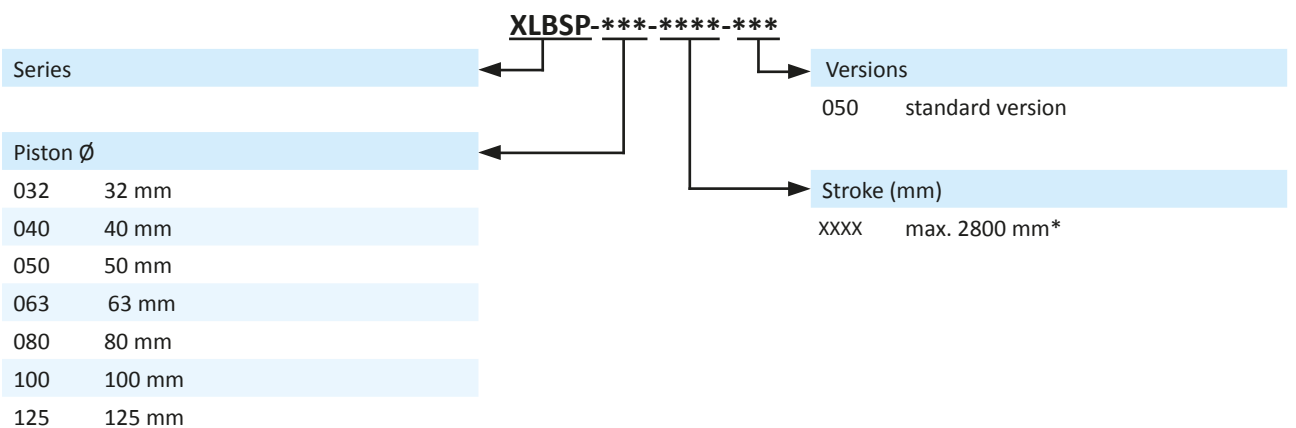 XLBSP-***-****-***
Series
Versions
050 standard version
Piston Ø
032 32 mm
Stroke (mm)
040 40 mm
XXXX max. 2800 mm*
050 50 mm
063 63 mm
080 80 mm
100 100 mm
125 125 mm